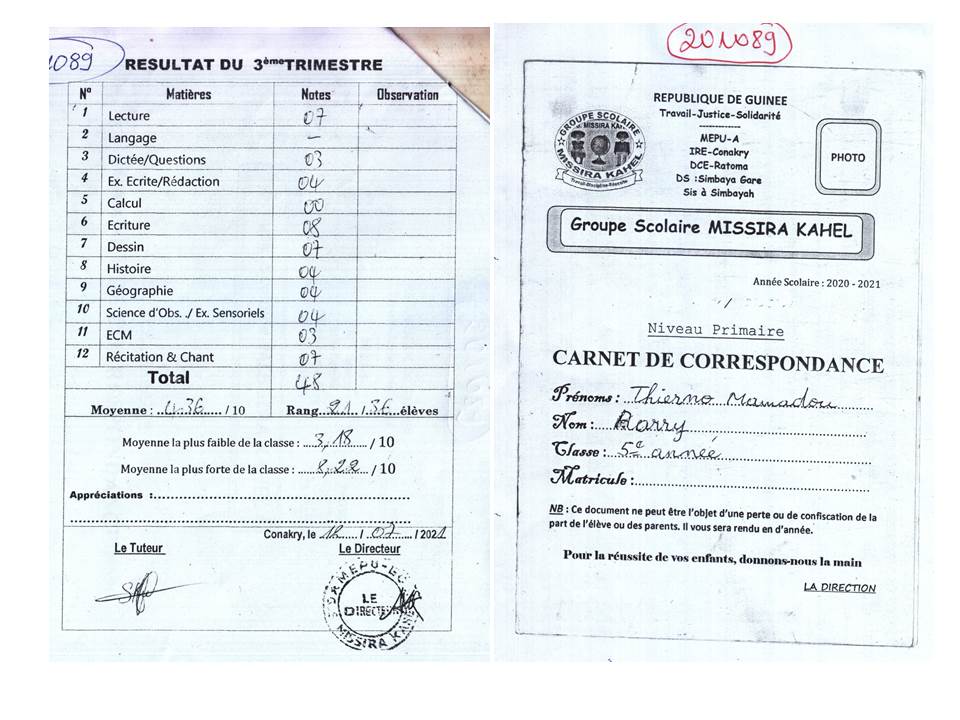 1089
RESULTAT DU 3ème TRIMESTRE
N° Matières Notes Observation
1 Lecture 07
2 Langage —
3 Dictée/Questions 03
4 Ex. Ecrite/Rédaction 04
5 Calcul 00
6 Ecriture 08
7 Dessin 07
8 Histoire 04
9 Géographie 04
10 Science d'Obs. ./ Ex. Sensoriels 04
11 ECM 03
12 Récitation & Chant 07
Total 48
Moyenne : ..4.36...... / 10 Rang...21.. /.36...élèves
Moyenne la plus faible de la classe : ....3,18....... / 10
Moyenne la plus forte de la classe : ......8,22...... / 10
Appréciations :..........................................................
Conakry, le ..12...... / ..07...... / 2021
Le Tuteur Le Directeur
LE
DIRECTEUR
MISSIRA KAHEL
201089
REPUBLIQUE DE GUINEE
Travail-Justice-Solidarité
-------------
MEPU-A
IRE-Conakry
DCE-Ratoma
DS :Simbaya Gare
Sis à Simbayah
GROUPE SCOLAIRE
MISSIRA KAHEL
MISSIRA KAHEL
Travail-Discipline-Réussite
PHOTO
Groupe Scolaire MISSIRA KAHEL
Année Scolaire : 2020 - 2021
Niveau Primaire
CARNET DE CORRESPONDANCE
Prénoms : ..Thierno Mamadou..........
Nom :....Barry..............................................
Classe :...5e année......................................
Matricule :..................................................
NB : Ce document ne peut être l'objet d'une perte ou de confiscation de la
part de l'élève ou des parents. Il vous sera rendu en d'année.
Pour la réussite de vos enfants, donnons-nous la main
LA DIRECTION